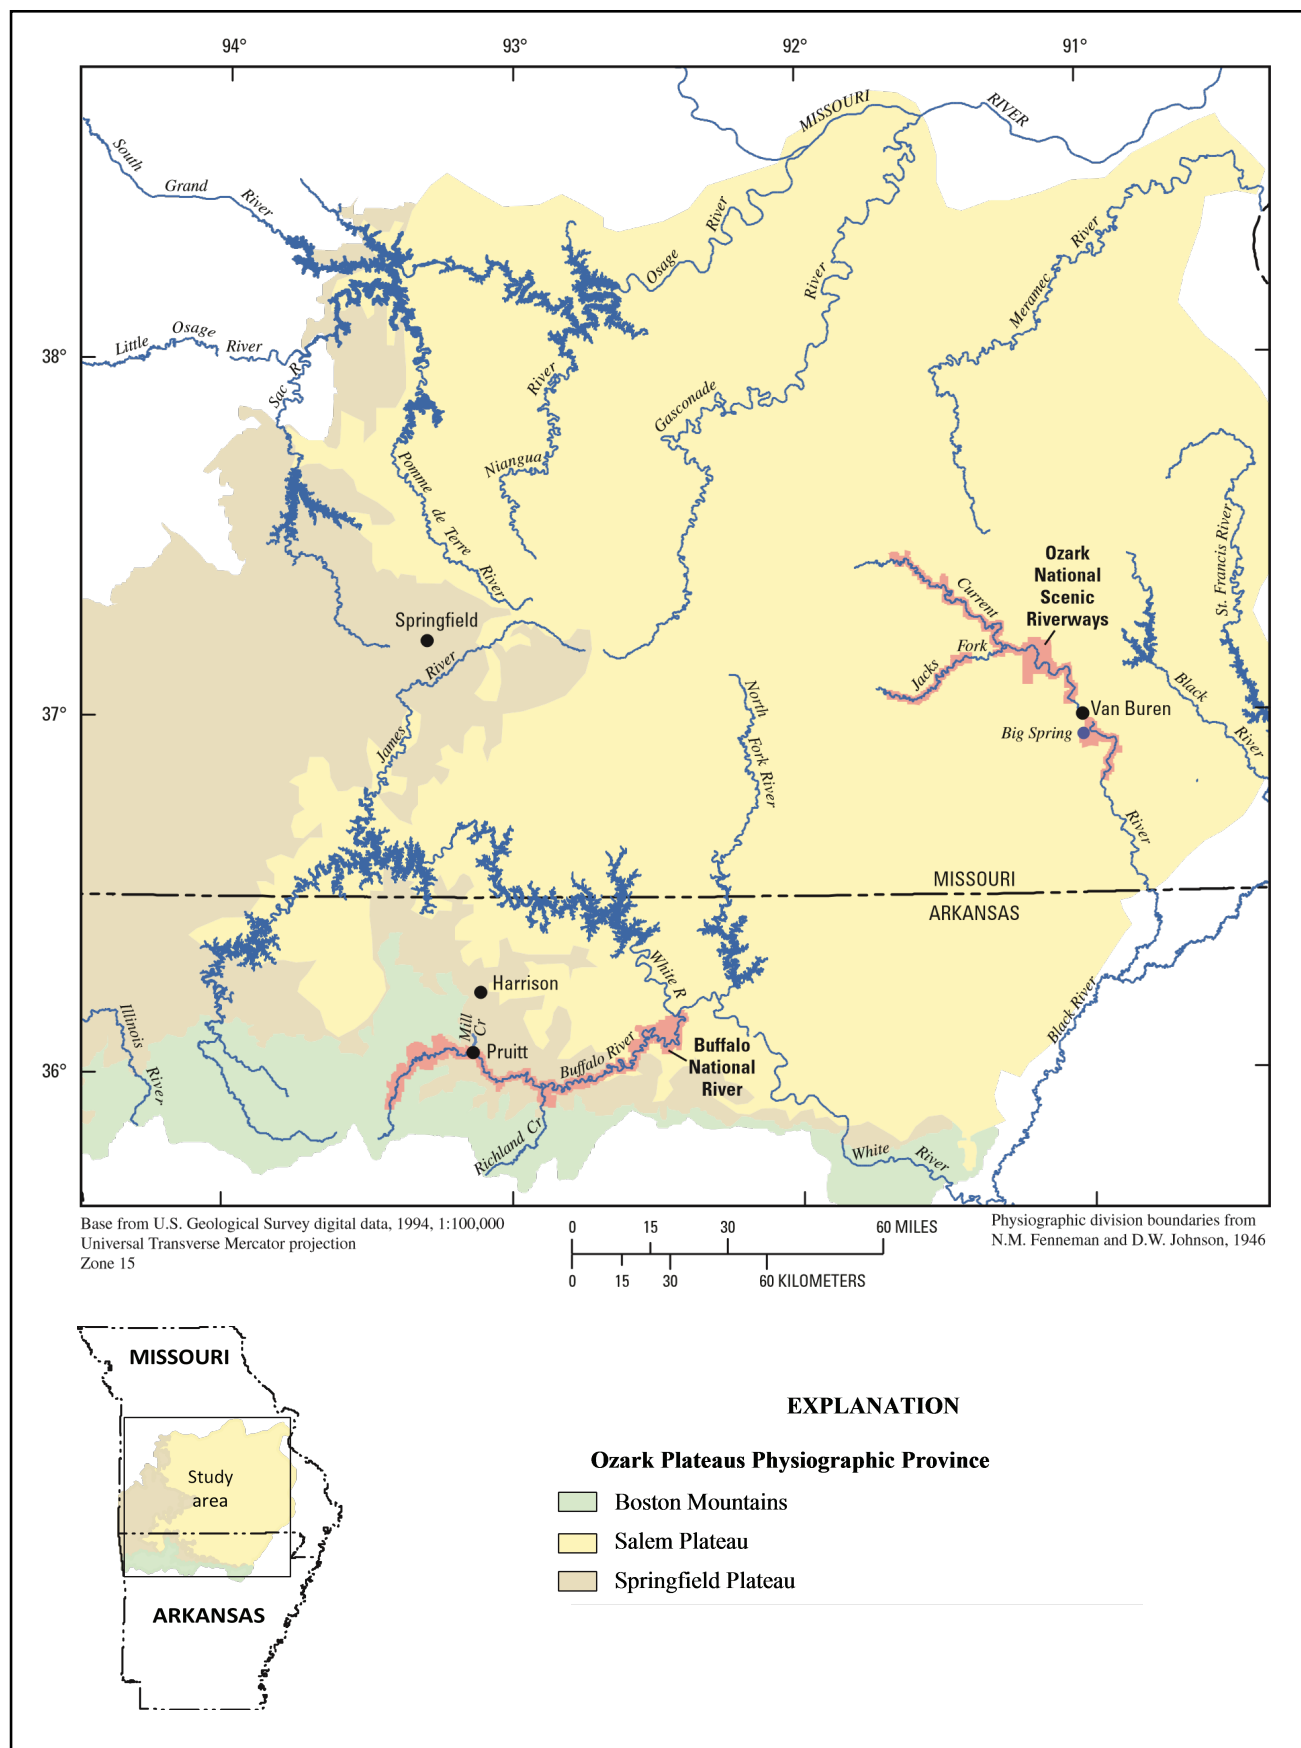 94°
93°
92°
91°
MISSOURI
RIVER
South
Grand
River
Osage
River
River
Meramec
River
38°
Little
Osage
River
Sac R
River
Niangua
Gasconade
Pomme
de Terre
River
St. Francis River
Ozark
National
Scenic
Riverways
Current
Springfield
River
Jacks
Fork
North
Fork River
Black
River
37°
Van Buren
Big Spring
James
River
MISSOURI
ARKANSAS
White R
Harrison
Illinois
River
Mill
Cr
Black River
Pruitt
Buffalo River
Buffalo
National
River
36°
Richland Cr
White
River
Base from U.S. Geological Survey digital data, 1994, 1:100,000
Universal Transverse Mercator projection
Zone 15
0 15 30 60 MILES
0 15 30 60 KILOMETERS
Physiographic division boundaries from
N.M. Fenneman and D.W. Johnson, 1946
MISSOURI
Study
area
ARKANSAS
EXPLANATION
Ozark Plateaus Physiographic Province
Boston Mountains
Salem Plateau
Springfield Plateau